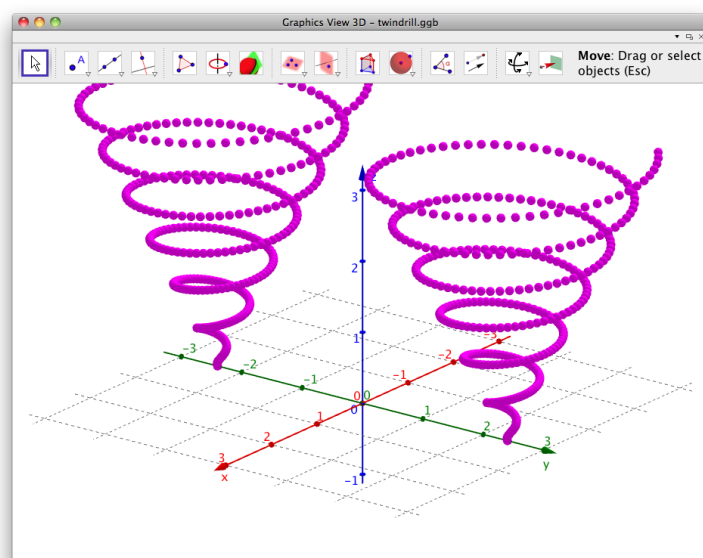 Graphics View 3D – twindrill.ggb
A
α
Move: Drag or select
objects (Esc)
z
3
2
1
0
0
0
-1
-3
-2
-1
1
2
3
y
-3
-2
-1
1
2
3
x